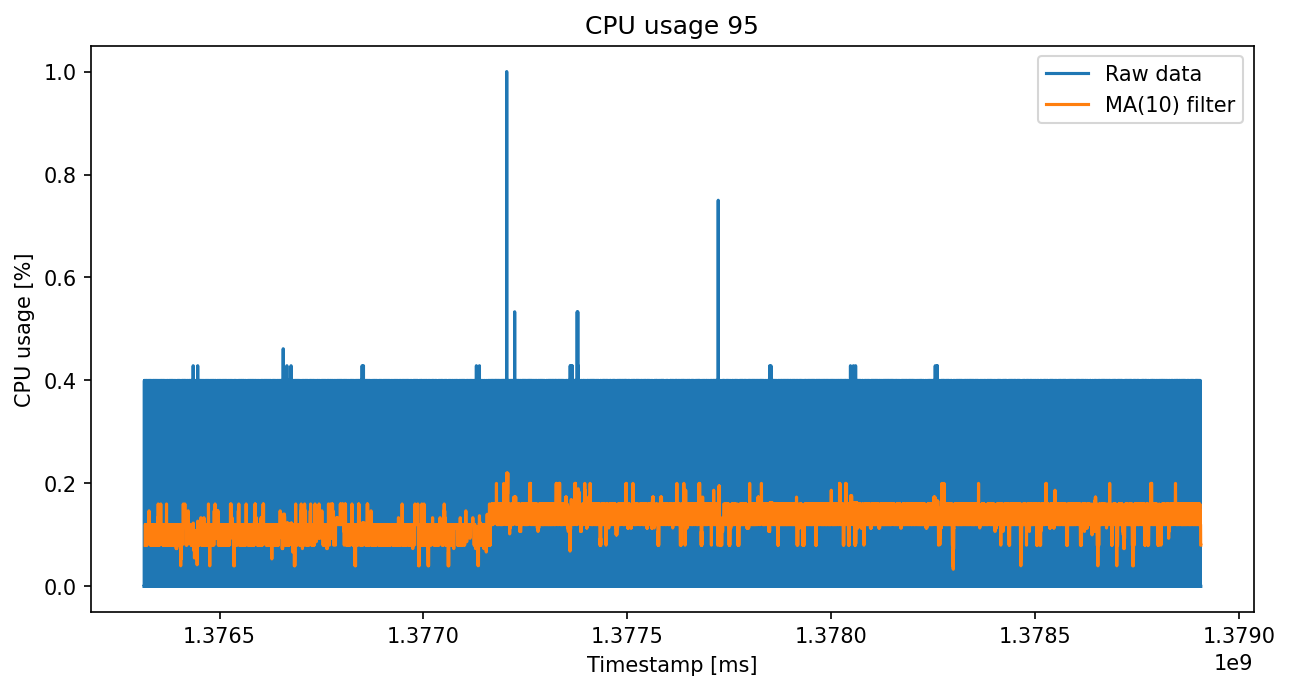 CPU usage 95
Raw data
MA(10) filter
CPU usage [%]
1.0
0.8
0.6
0.4
0.2
0.0
1.3765 1.3770 1.3775 1.3780 1.3785 1.3790
1e9
Timestamp [ms]